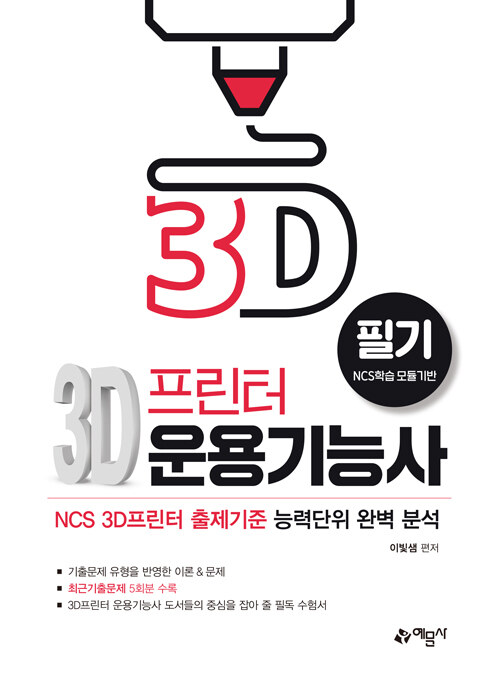 3D
필기
NCS학습 모듈기반
3D 프린터
운용기능사
NCS 3D프린터 출제기준 능력단위 완벽 분석
이빛샘 편저
■ 기출문제 유형을 반영한 이론 & 문제
■ 최근기출문제 5회분 수록
■ 3D프린터 운용기능사 도서들의 중심을 잡아 줄 필독 수험서
예문사